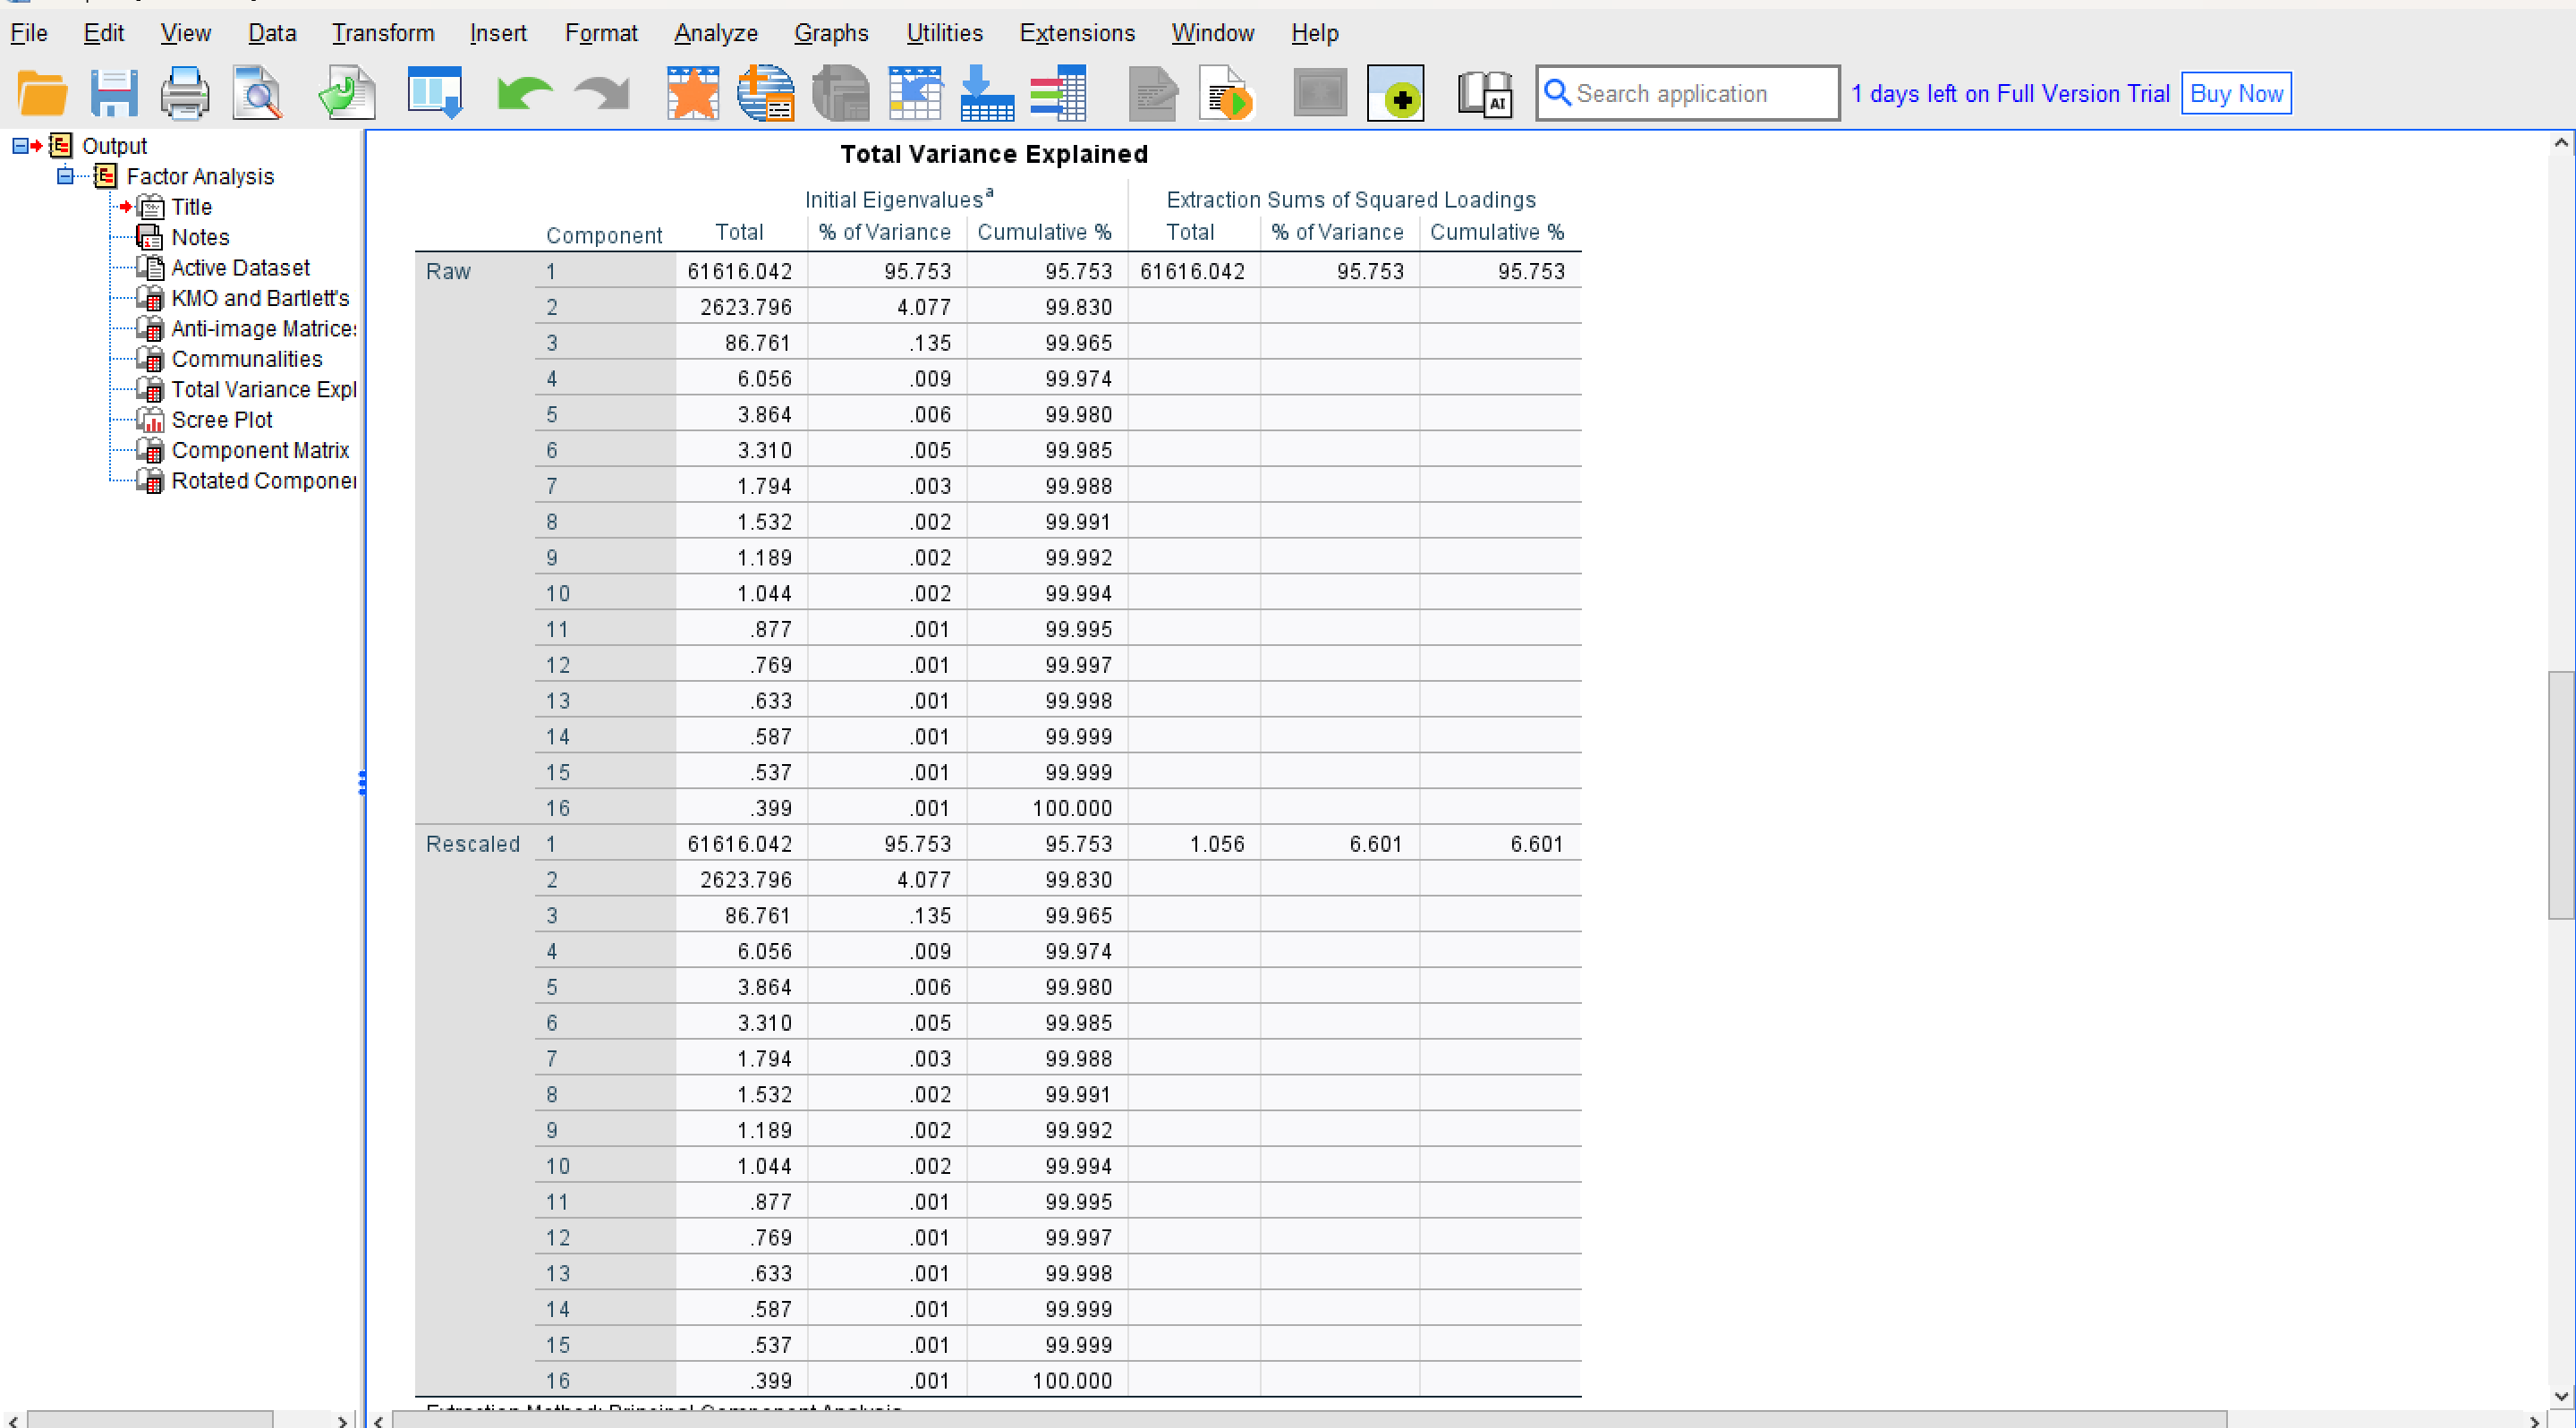 File Edit View Data Transform Insert Format Analyze Graphs Utilities Extensions Window Help
AI Search application 1 days left on Full Version Trial Buy Now
Output
Factor Analysis
Title
Notes
Active Dataset
KMO and Bartlett's
Anti-image Matrices
Communalities
Total Variance Expl
Scree Plot
Component Matrix
Rotated Componen
Total Variance Explained
Initial Eigenvaluesᵃ Extraction Sums of Squared Loadings
Component Total % of Variance Cumulative % Total % of Variance Cumulative %
Raw 1 61616.042 95.753 95.753 61616.042 95.753 95.753
2 2623.796 4.077 99.830
3 86.761 .135 99.965
4 6.056 .009 99.974
5 3.864 .006 99.980
6 3.310 .005 99.985
7 1.794 .003 99.988
8 1.532 .002 99.991
9 1.189 .002 99.992
10 1.044 .002 99.994
11 .877 .001 99.995
12 .769 .001 99.997
13 .633 .001 99.998
14 .587 .001 99.999
15 .537 .001 99.999
16 .399 .001 100.000
Rescaled 1 61616.042 95.753 95.753 1.056 6.601 6.601
2 2623.796 4.077 99.830
3 86.761 .135 99.965
4 6.056 .009 99.974
5 3.864 .006 99.980
6 3.310 .005 99.985
7 1.794 .003 99.988
8 1.532 .002 99.991
9 1.189 .002 99.992
10 1.044 .002 99.994
11 .877 .001 99.995
12 .769 .001 99.997
13 .633 .001 99.998
14 .587 .001 99.999
15 .537 .001 99.999
16 .399 .001 100.000
Extraction Method: Principal Component Analysis